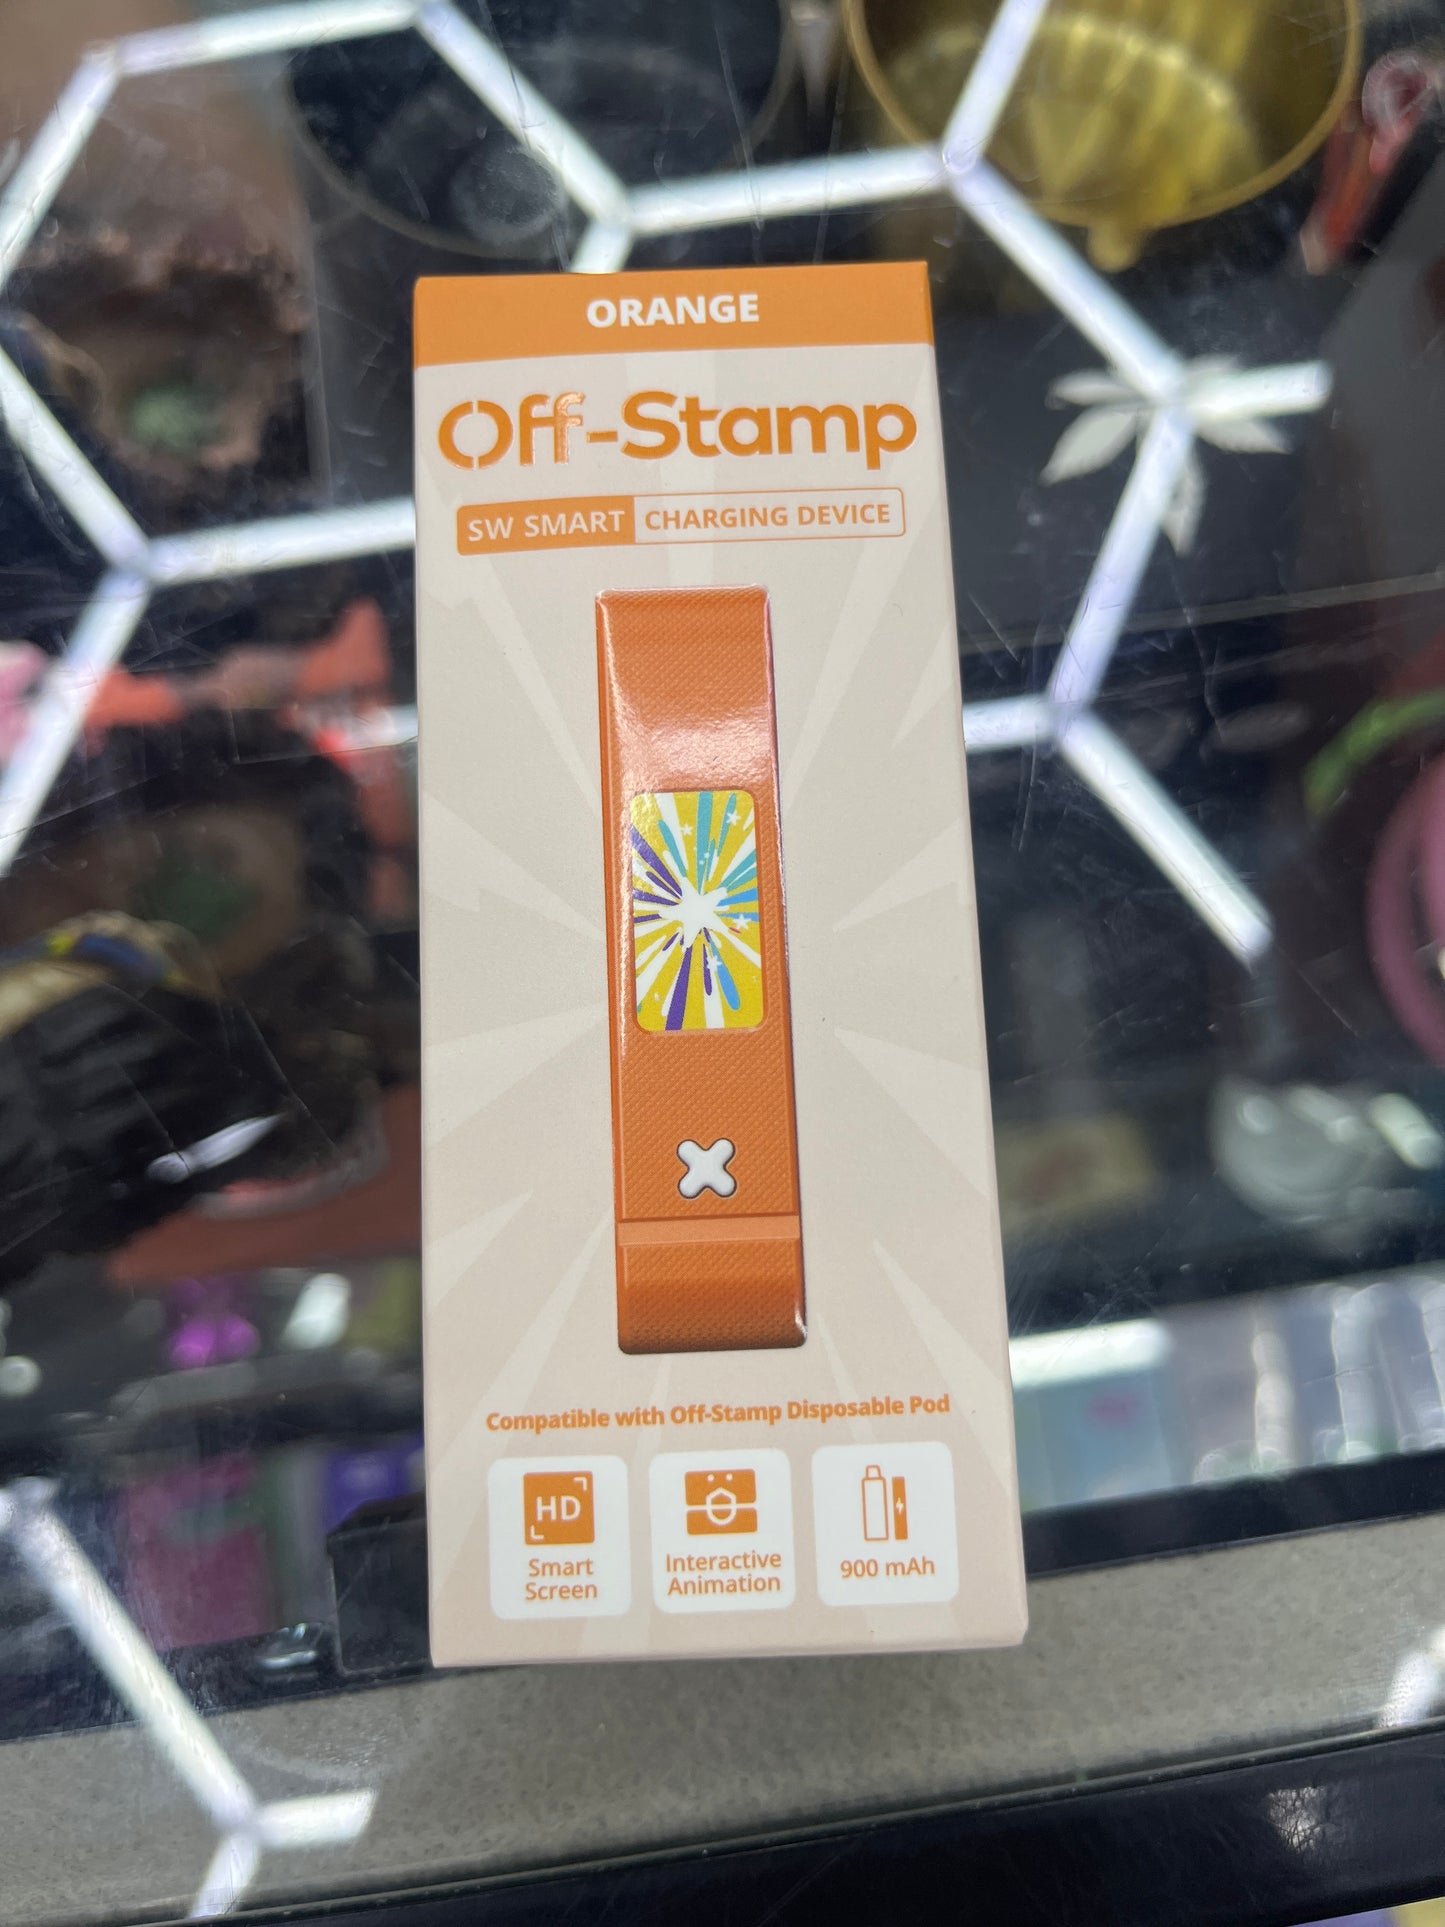 ORANGE
Off-Stamp
SW SMART CHARGING DEVICE
Compatible with Off-Stamp Disposable Pod
HD
Smart
Screen
Interactive
Animation
900 mAh